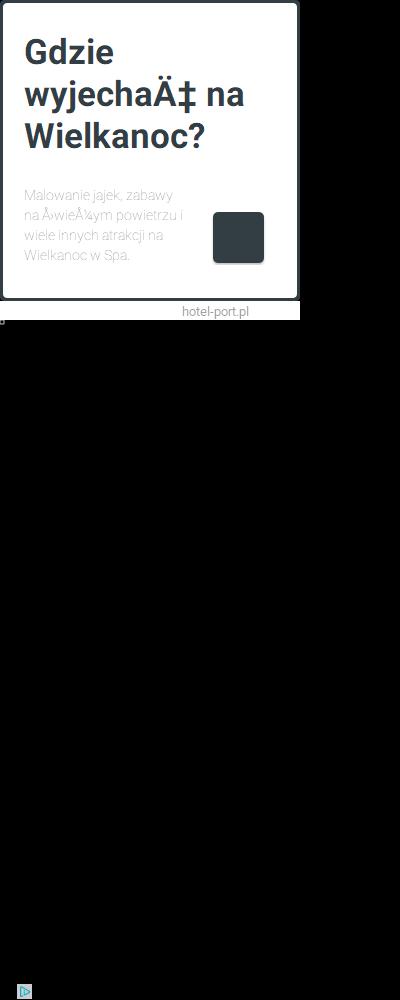 Gdzie
wyjechaÄ‡ na
Wielkanoc?
Malowanie jajek, zabawy
na Å›wieÅ¼ym powietrzu i
wiele innych atrakcji na
Wielkanoc w Spa.
hotel-port.pl